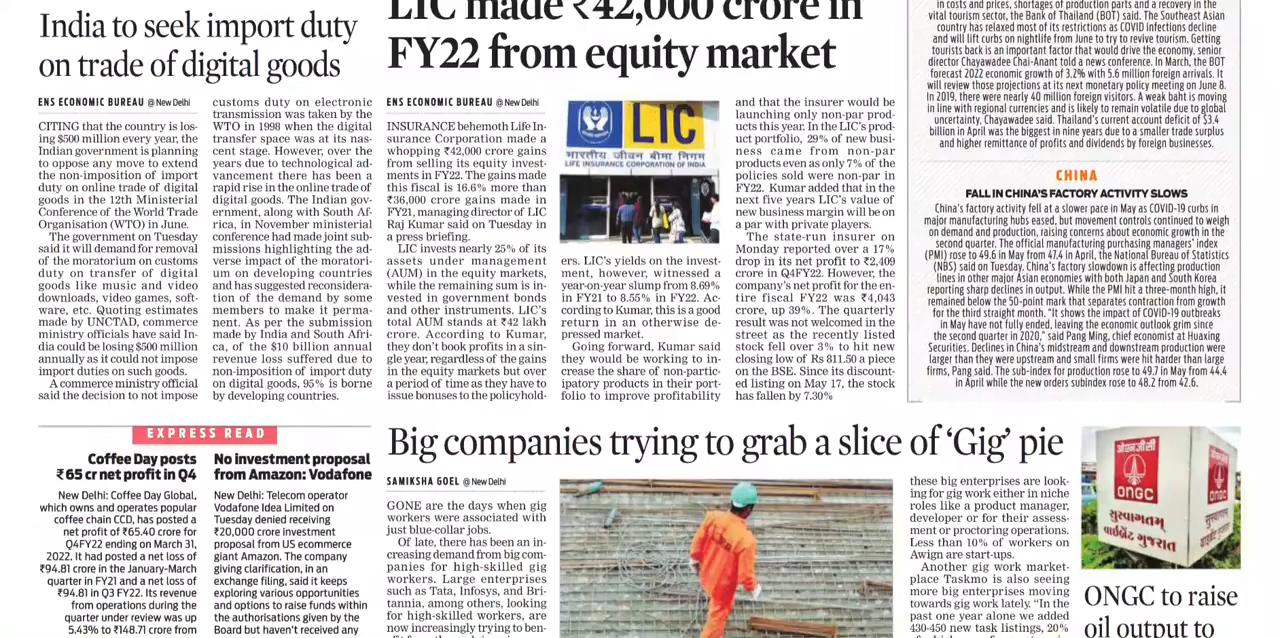 India to seek import duty
on trade of digital goods
ENS ECONOMIC BUREAU @ New Delhi
CITING that the country is los-
ing $500 million every year, the
Indian government is planning
to oppose any move to extend
the non-imposition of import
duty on online trade of digital
goods in the 12th Ministerial
Conference of the World Trade
Organisation (WTO) in June.
The government on Tuesday
said it will demand for removal
of the moratorium on customs
duty on transfer of digital
goods like music and video
downloads, video games, soft-
ware, etc. Quoting estimates
made by UNCTAD, commerce
ministry officials have said In-
dia could be losing $500 million
annually as it could not impose
import duties on such goods.
A commerce ministry official
said the decision to not impose
customs duty on electronic
transmission was taken by the
WTO in 1998 when the digital
transfer space was at its nas-
cent stage. However, over the
years due to technological ad-
vancement there has been a
rapid rise in the online trade of
digital goods. The Indian gov-
ernment, along with South Af-
rica, in November ministerial
conference had made joint sub-
missions highlighting the ad-
verse impact of the moratori-
um on developing countries
and has suggested reconsidera-
tion of the demand by some
members to make it perma-
nent. As per the submission
made by India and South Afri-
ca, of the $10 billion annual
revenue loss suffered due to
non-imposition of import duty
on digital goods, 95% is borne
by developing countries.
LIC made ₹42,000 crore in
FY22 from equity market
ENS ECONOMIC BUREAU @ New Delhi
INSURANCE behemoth Life In-
surance Corporation made a
whopping ₹42,000 crore gains
from selling its equity invest-
ments in FY22. The gains made
this fiscal is 16.6% more than
₹36,000 crore gains made in
FY21, managing director of LIC
Raj Kumar said on Tuesday in
a press briefing.
LIC invests nearly 25% of its
assets under management
(AUM) in the equity markets,
while the remaining sum is in-
vested in government bonds
and other instruments. LIC's
total AUM stands at ₹42 lakh
crore. According to Kumar,
they don't book profits in a sin-
gle year, regardless of the gains
in the equity markets but over
a period of time as they have to
issue bonuses to the policyhold-
LIC
भारतीय जीवन बीमा निगम
LIFE INSURANCE CORPORATION OF INDIA
ers. LIC's yields on the invest-
ment, however, witnessed a
year-on-year slump from 8.69%
in FY21 to 8.55% in FY22. Ac-
cording to Kumar, this is a good
return in an otherwise de-
pressed market.
Going forward, Kumar said
they would be working to in-
crease the share of non-partic-
ipatory products in their port-
folio to improve profitability
and that the insurer would be
launching only non-par prod-
ucts this year. In the LIC's prod-
uct portfolio, 29% of new busi-
ness came from non-par
products even as only 7% of the
policies sold were non-par in
FY22. Kumar added that in the
next five years LIC's value of
new business margin will be on
a par with private players.
The state-run insurer on
Monday reported over a 17%
drop in its net profit to ₹2,409
crore in Q4FY22. However, the
company's net profit for the en-
tire fiscal FY22 was ₹4,043
crore, up 39%. The quarterly
result was not welcomed in the
street as the recently listed
stock fell over 3% to hit new
closing low of Rs 811.50 a piece
on the BSE. Since its discount-
ed listing on May 17, the stock
has fallen by 7.30%
in costs and prices, shortages of production parts and a recovery in the
vital tourism sector, the Bank of Thailand (BOT) said. The Southeast Asian
country has relaxed most of its restrictions as COVID infections decline
and will lift curbs on nightlife from June to try to revive tourism. Getting
tourists back is an important factor that would drive the economy, senior
director Chayawadee Chai-Anant told a news conference. In March, the BOT
forecast 2022 economic growth of 3.2% with 5.6 million foreign arrivals. It
will review those projections at its next monetary policy meeting on June 8.
In 2019, there were nearly 40 million foreign visitors. A weak baht is moving
in line with regional currencies and is likely to remain volatile due to global
uncertainty, Chayawadee said. Thailand's current account deficit of $3.4
billion in April was the biggest in nine years due to a smaller trade surplus
and higher remittance of profits and dividends by foreign businesses.
CHINA
FALL IN CHINA'S FACTORY ACTIVITY SLOWS
China's factory activity fell at a slower pace in May as COVID-19 curbs in
major manufacturing hubs eased, but movement controls continued to weigh
on demand and production, raising concerns about economic growth in the
second quarter. The official manufacturing purchasing managers' index
(PMI) rose to 49.6 in May from 47.4 in April, the National Bureau of Statistics
(NBS) said on Tuesday. China's factory slowdown is affecting production
lines in other major Asian economies with both Japan and South Korea
reporting sharp declines in output. While the PMI hit a three-month high, it
remained below the 50-point mark that separates contraction from growth
for the third straight month. "It shows the impact of COVID-19 outbreaks
in May have not fully ended, leaving the economic outlook grim since
the second quarter in 2020," said Pang Ming, chief economist at Huaxing
Securities. Declines in China's midstream and downstream production were
larger than they were upstream and small firms were hit harder than large
firms, Pang said. The sub-index for production rose to 49.7 in May from 44.4
in April while the new orders subindex rose to 48.2 from 42.6.
EXPRESS READ
Coffee Day posts
₹65 cr net profit in Q4
New Delhi: Coffee Day Global,
which owns and operates popular
coffee chain CCD, has posted a
net profit of ₹65.40 crore for
Q4FY22 ending on March 31,
2022. It had posted a net loss of
₹94.81 crore in the January-March
quarter in FY21 and a net loss of
₹94.81 in Q3 FY22. Its revenue
from operations during the
quarter under review was up
5.43% to ₹148.71 crore from
No investment proposal
from Amazon: Vodafone
New Delhi: Telecom operator
Vodafone Idea Limited on
Tuesday denied receiving
₹20,000 crore investment
proposal from US ecommerce
giant Amazon. The company
giving clarification, in an
exchange filing, said it keeps
exploring various opportunities
and options to raise funds within
the authorisations given by the
Board but haven't received any
Big companies trying to grab a slice of 'Gig' pie
SAMIKSHA GOEL @ New Delhi
GONE are the days when gig
workers were associated with
just blue-collar jobs.
Of late, there has been an in-
creasing demand from big com-
panies for high-skilled gig
workers. Large enterprises
such as Tata, Infosys, and Bri-
tannia, among others, looking
for high-skilled workers, are
now increasingly trying to ben-
these big enterprises are look-
ing for gig work either in niche
roles like a product manager,
developer or for their assess-
ment or proctoring operations.
Less than 10% of workers on
Awign are start-ups.
Another gig work market-
place Taskmo is also seeing
more big enterprises moving
towards gig work lately. "In the
past one year alone we added
430-450 new task listings, 20%
ओएनजीसी
ONGC
સુસ્વાગતમ્
વાઈબ્રન્ટ ગુજરાત
ONGC
ONGC to raise
oil output to